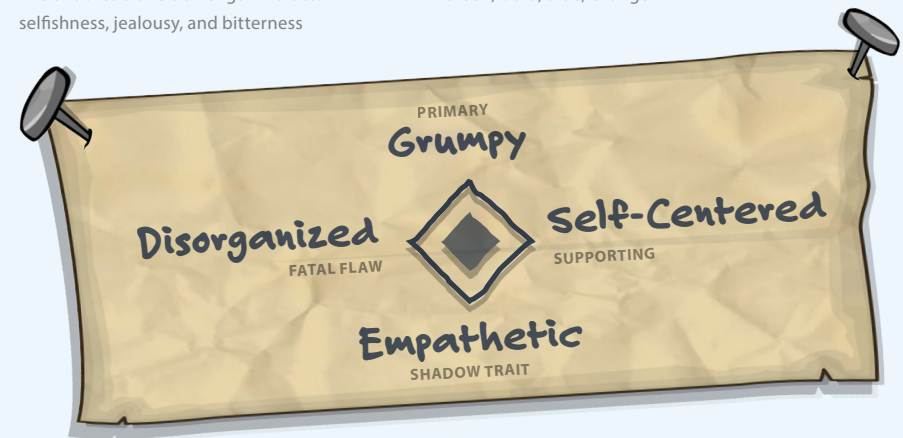 selfishness, jealousy, and bitterness
PRIMARY
Grumpy
Disorganized
FATAL FLAW
Self-Centered
SUPPORTING
Empathetic
SHADOW TRAIT